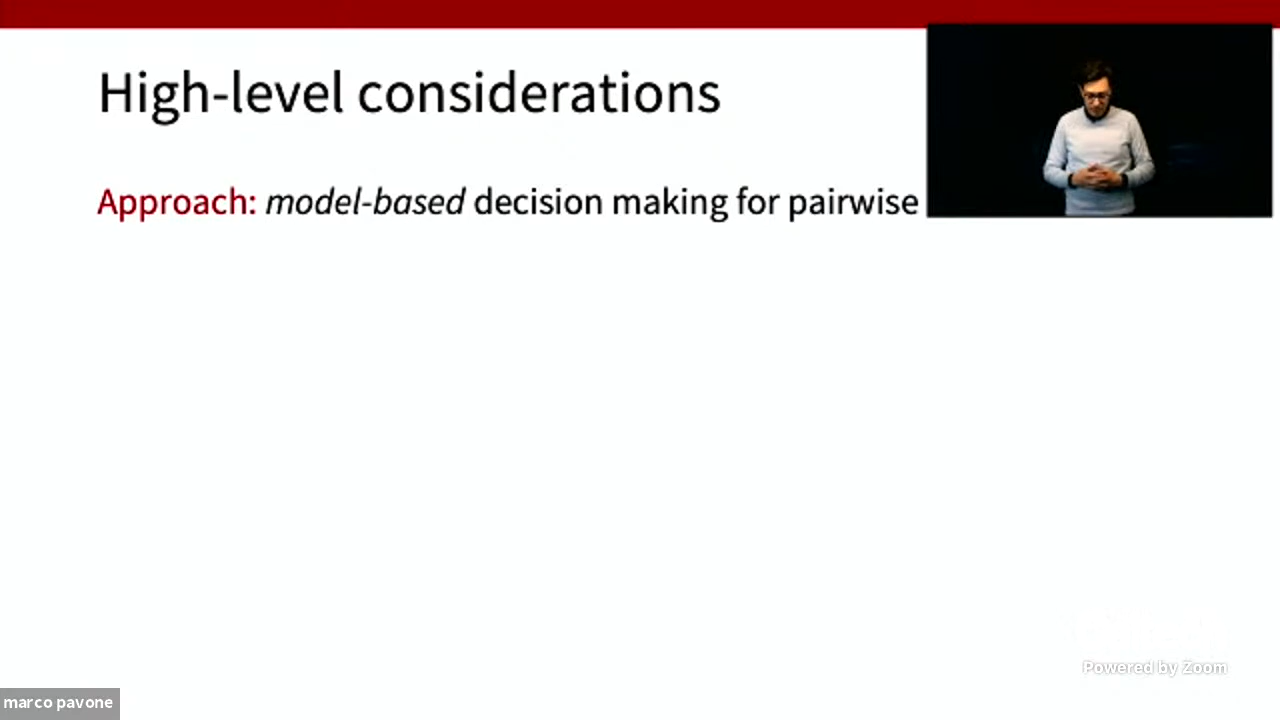 High-level considerations
Approach: model-based decision making for pairwise
Powered by Zoom
marco pavone